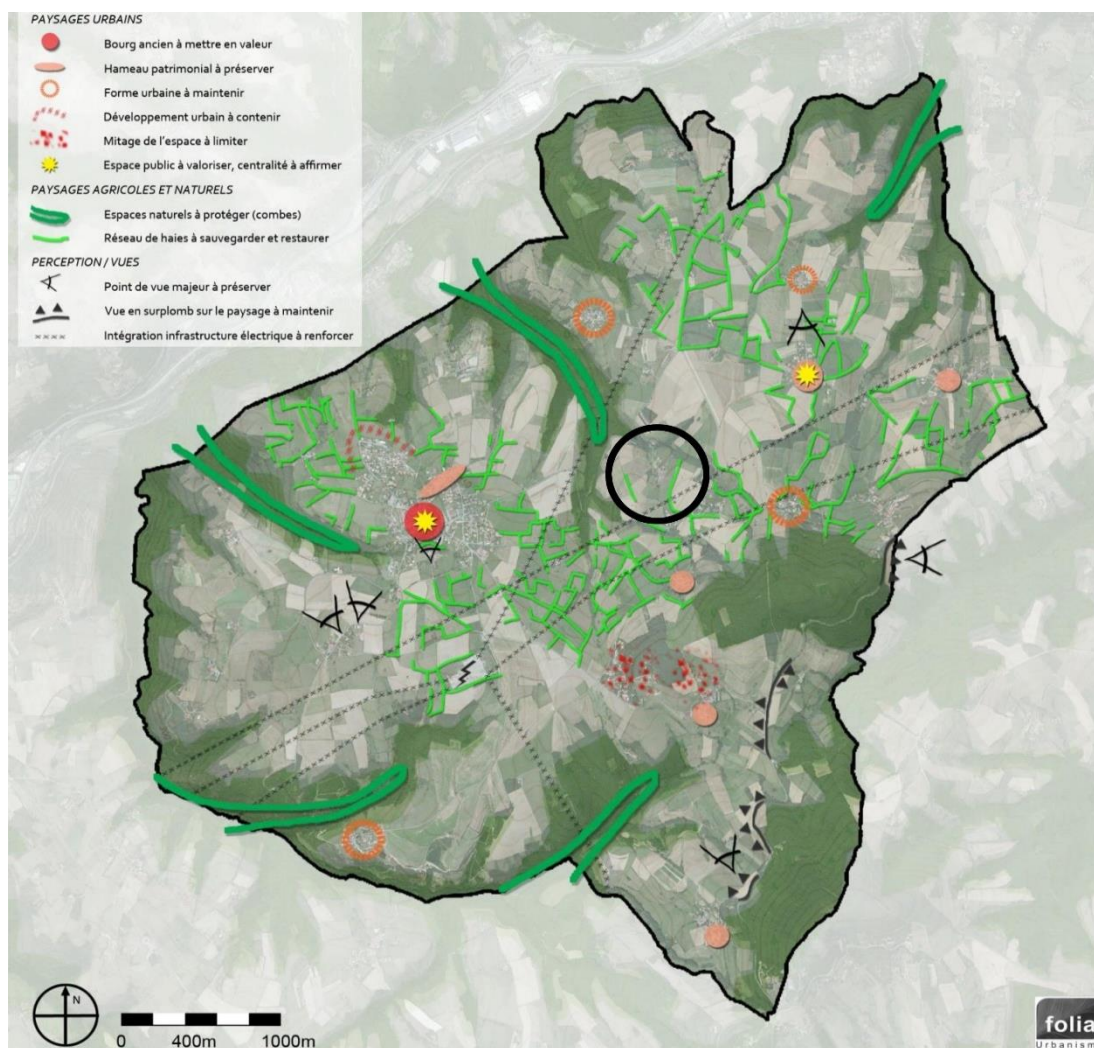 PAYSAGES URBAINS
Bourg ancien à mettre en valeur
Hameau patrimonial à préserver
Forme urbaine à maintenir
Développement urbain à contenir
Mitage de l'espace à limiter
Espace public à valoriser, centralité à affirmer
PAYSAGES AGRICOLES ET NATURELS
Espaces naturels à protéger (combes)
Réseau de haies à sauvegarder et restaurer
PERCEPTION / VUES
Point de vue majeur à préserver
Vue en surplomb sur le paysage à maintenir
Intégration infrastructure électrique à renforcer
N
0 400m 1000m
folia
Urbanism